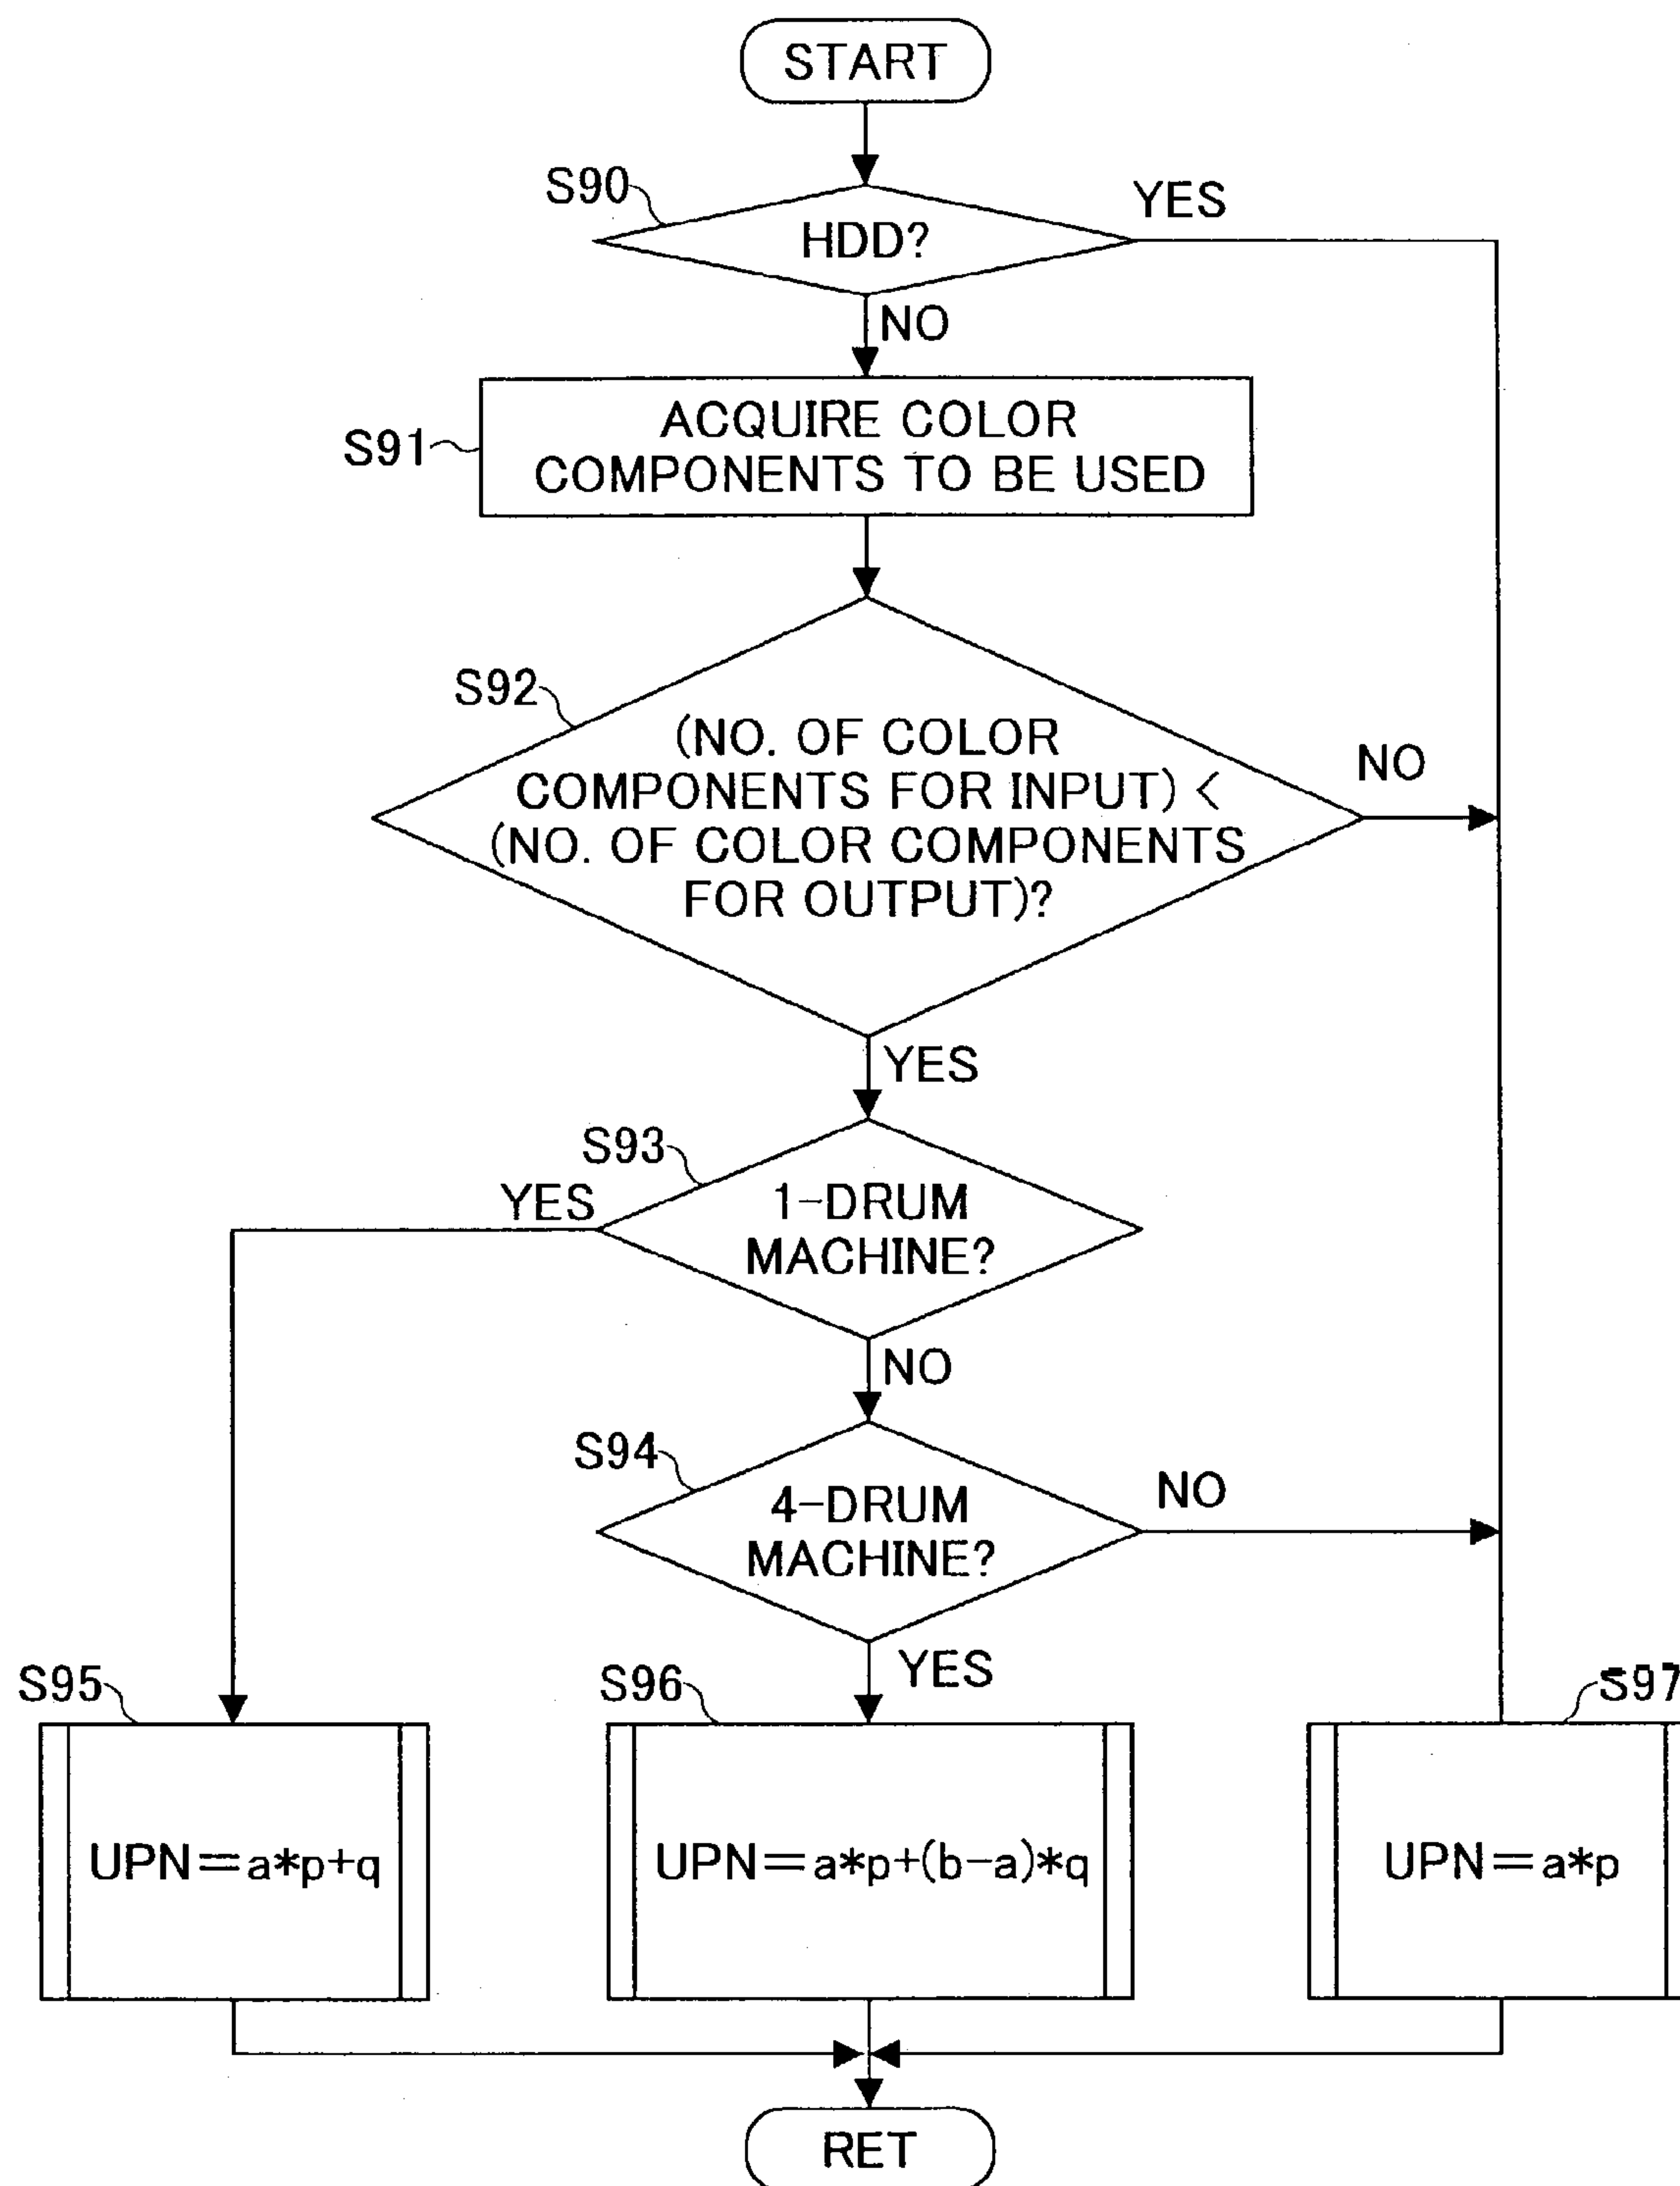 START
S90
HDD?
YES
NO
S91
ACQUIRE COLOR
COMPONENTS TO BE USED
S92
(NO. OF COLOR
COMPONENTS FOR INPUT) <
(NO. OF COLOR COMPONENTS
FOR OUTPUT)?
NO
YES
S93
YES
1-DRUM
MACHINE?
NO
S94
4-DRUM
MACHINE?
NO
YES
S95
UPN=a*p+q
S96
UPN=a*p+(b-a)*q
S97
UPN=a*p
RET